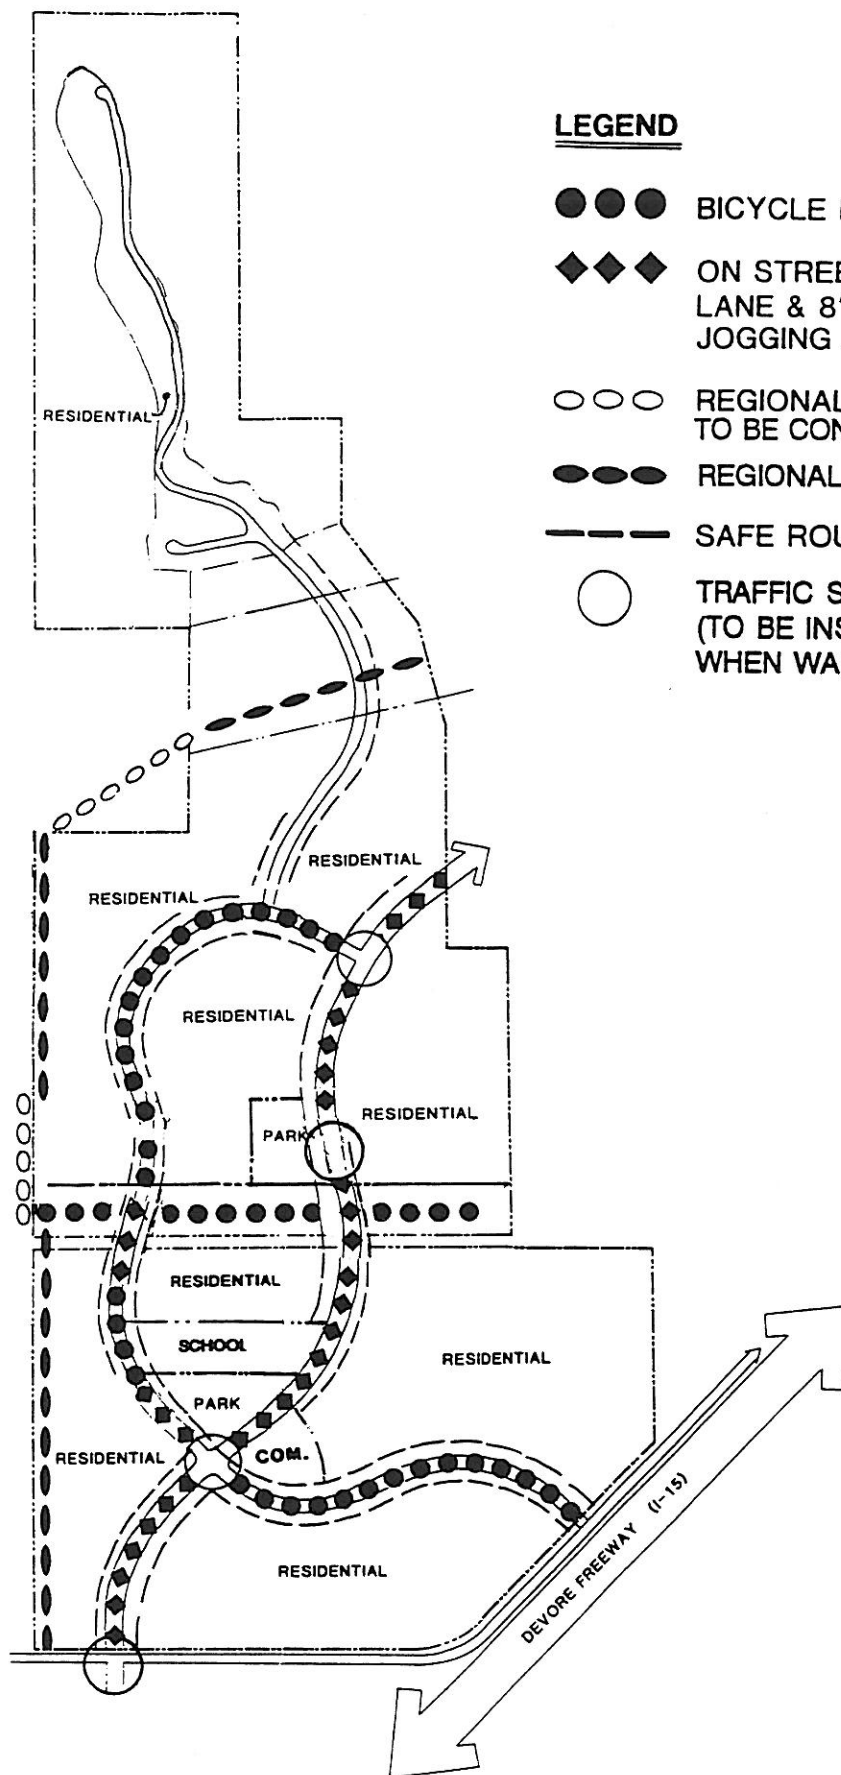 LEGEND
BICYCLE
ON STREE
LANE & 8'
JOGGING
REGIONAL
TO BE CON
REGIONAL
SAFE ROU
TRAFFIC S
(TO BE INS
WHEN WA
RESIDENTIAL
RESIDENTIAL
RESIDENTIAL
RESIDENTIAL
RESIDENTIAL
PARK
RESIDENTIAL
SCHOOL
RESIDENTIAL
PARK
RESIDENTIAL
COM.
RESIDENTIAL
DEVORE FREEWAY (I-15)